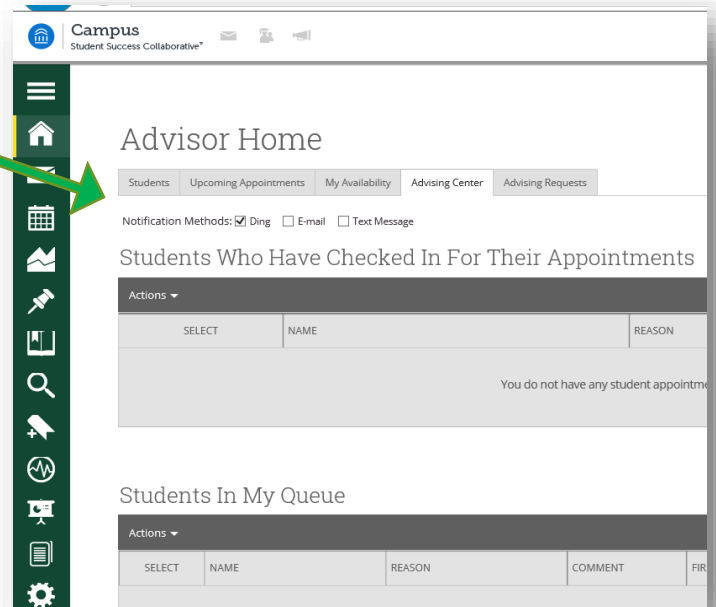 Campus
Student Success Collaborative™
Advisor Home
Students Upcoming Appointments My Availability Advising Center Advising Requests
Notification Methods: Ding E-mail Text Message
Students Who Have Checked In For Their Appointments
Actions
SELECT NAME REASON
You do not have any student appointme
Students In My Queue
Actions
SELECT NAME REASON COMMENT FIR